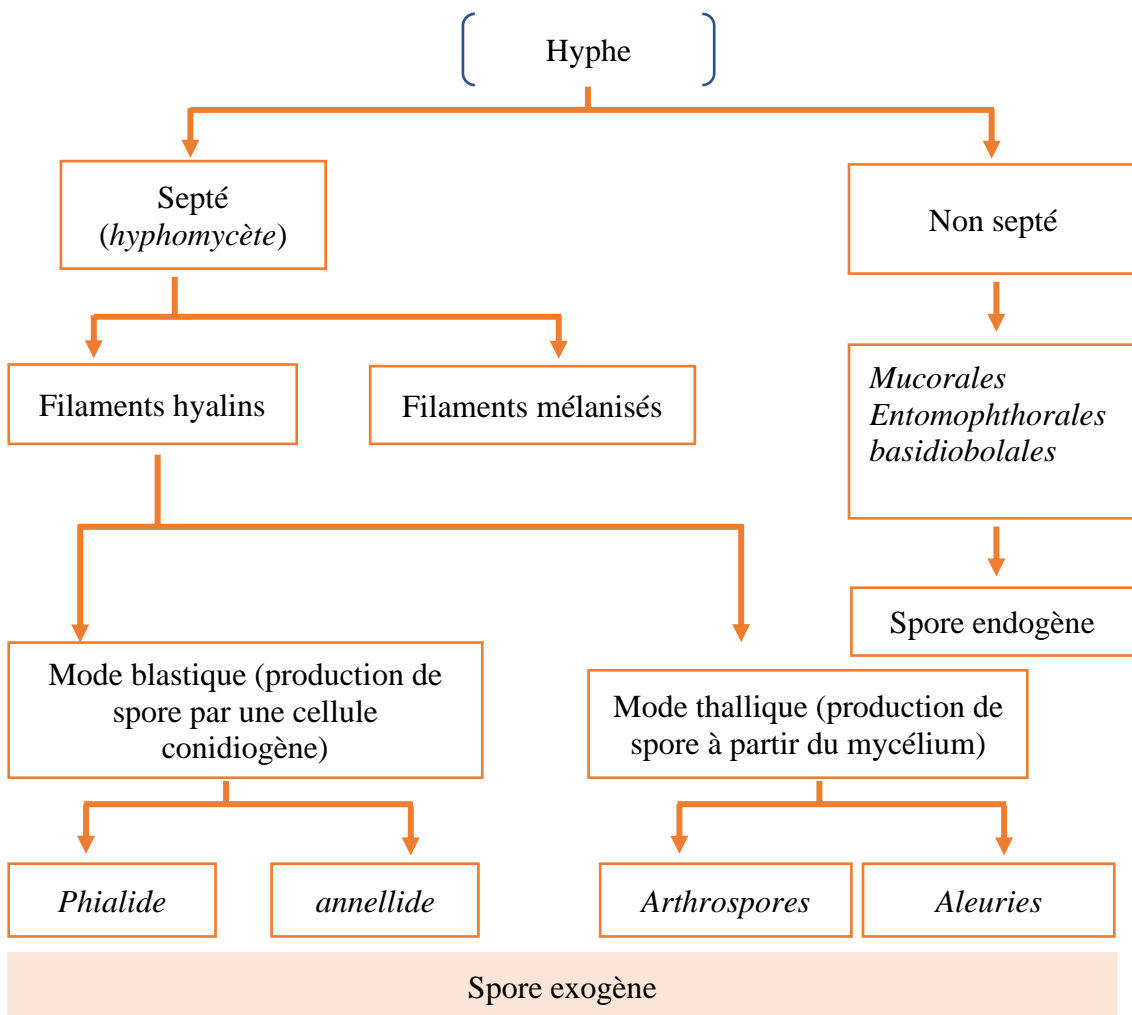 Hyphe
Septé
(hyphomycète)
Non septé
Filaments hyalins
Filaments mélanisés
Mucorales
Entomophthorales
basidiobolales
Spore endogène
Mode blastique (production de
spore par une cellule
conidiogène)
Mode thallique (production de
spore à partir du mycélium)
Phialide
annellide
Arthrospores
Aleuries
Spore exogène